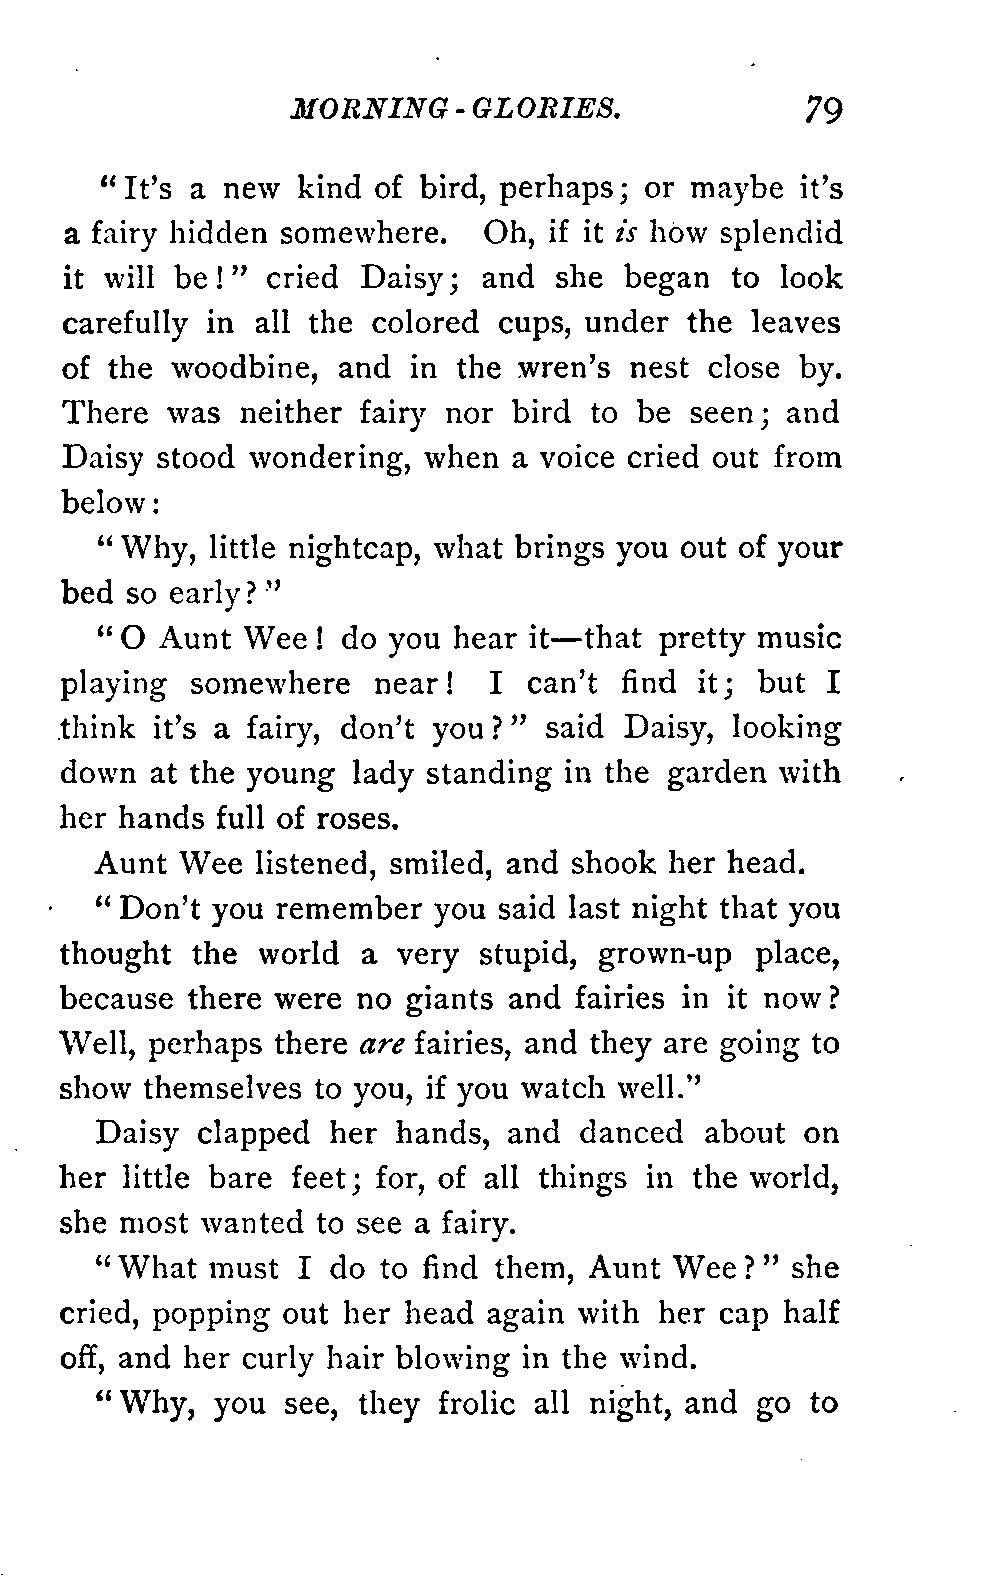 MORNING-GLORIES. 79
"It's a new kind of bird, perhaps; or maybe it's
a fairy hidden somewhere. Oh, if it is how splendid
it will be!" cried Daisy; and she began to look
carefully in all the colored cups, under the leaves
of the woodbine, and in the wren's nest close by.
There was neither fairy nor bird to be seen; and
Daisy stood wondering, when a voice cried out from
below:
"Why, little nightcap, what brings you out of your
bed so early?"
"O Aunt Wee! do you hear it—that pretty music
playing somewhere near! I can't find it; but I
think it's a fairy, don't you?" said Daisy, looking
down at the young lady standing in the garden with
her hands full of roses.
Aunt Wee listened, smiled, and shook her head.
"Don't you remember you said last night that you
thought the world a very stupid, grown-up place,
because there were no giants and fairies in it now?
Well, perhaps there are fairies, and they are going to
show themselves to you, if you watch well."
Daisy clapped her hands, and danced about on
her little bare feet; for, of all things in the world,
she most wanted to see a fairy.
"What must I do to find them, Aunt Wee?" she
cried, popping out her head again with her cap half
off, and her curly hair blowing in the wind.
"Why, you see, they frolic all night, and go to